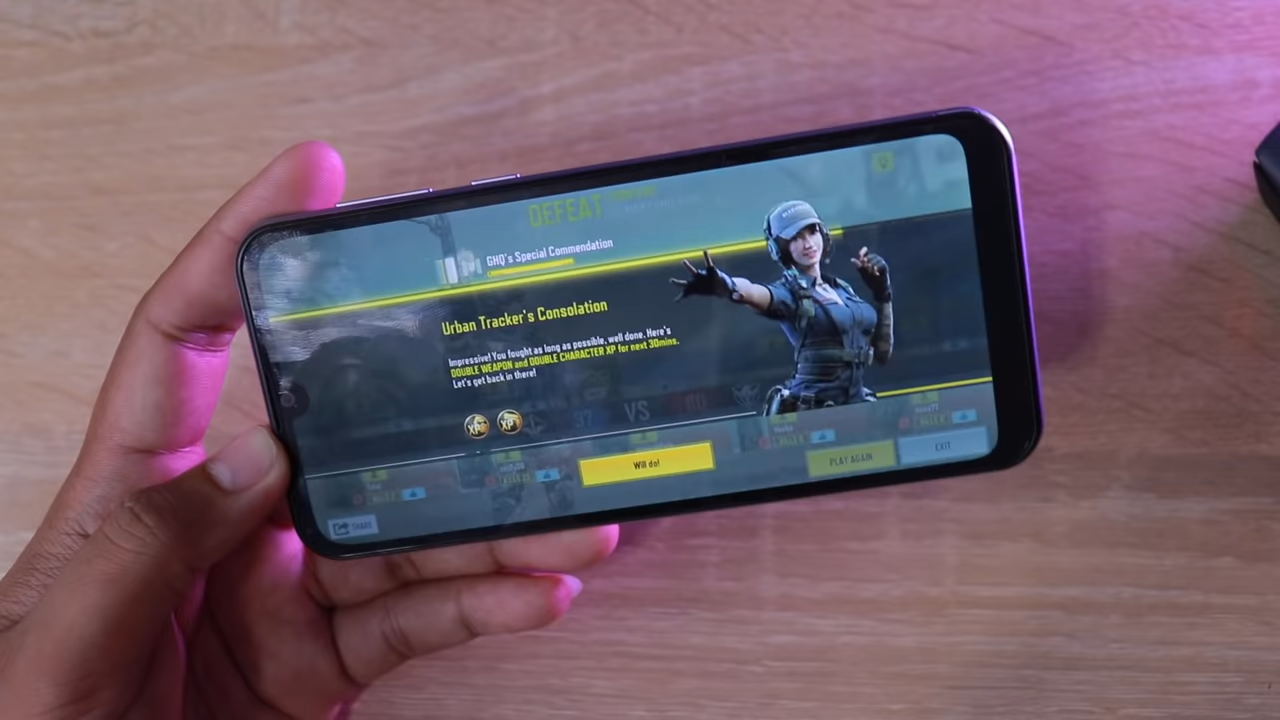 DEFEAT
GHQ's Special Commendation
Urban Tracker's Consolation
Impressive! You fought as long as possible, well done. Here's
DOUBLE WEAPON and DOUBLE CHARACTER XP for next 30mins.
Let's get back in there!
XP XP
37 VS
Will do!
PLAY AGAIN
EXIT
SHARE